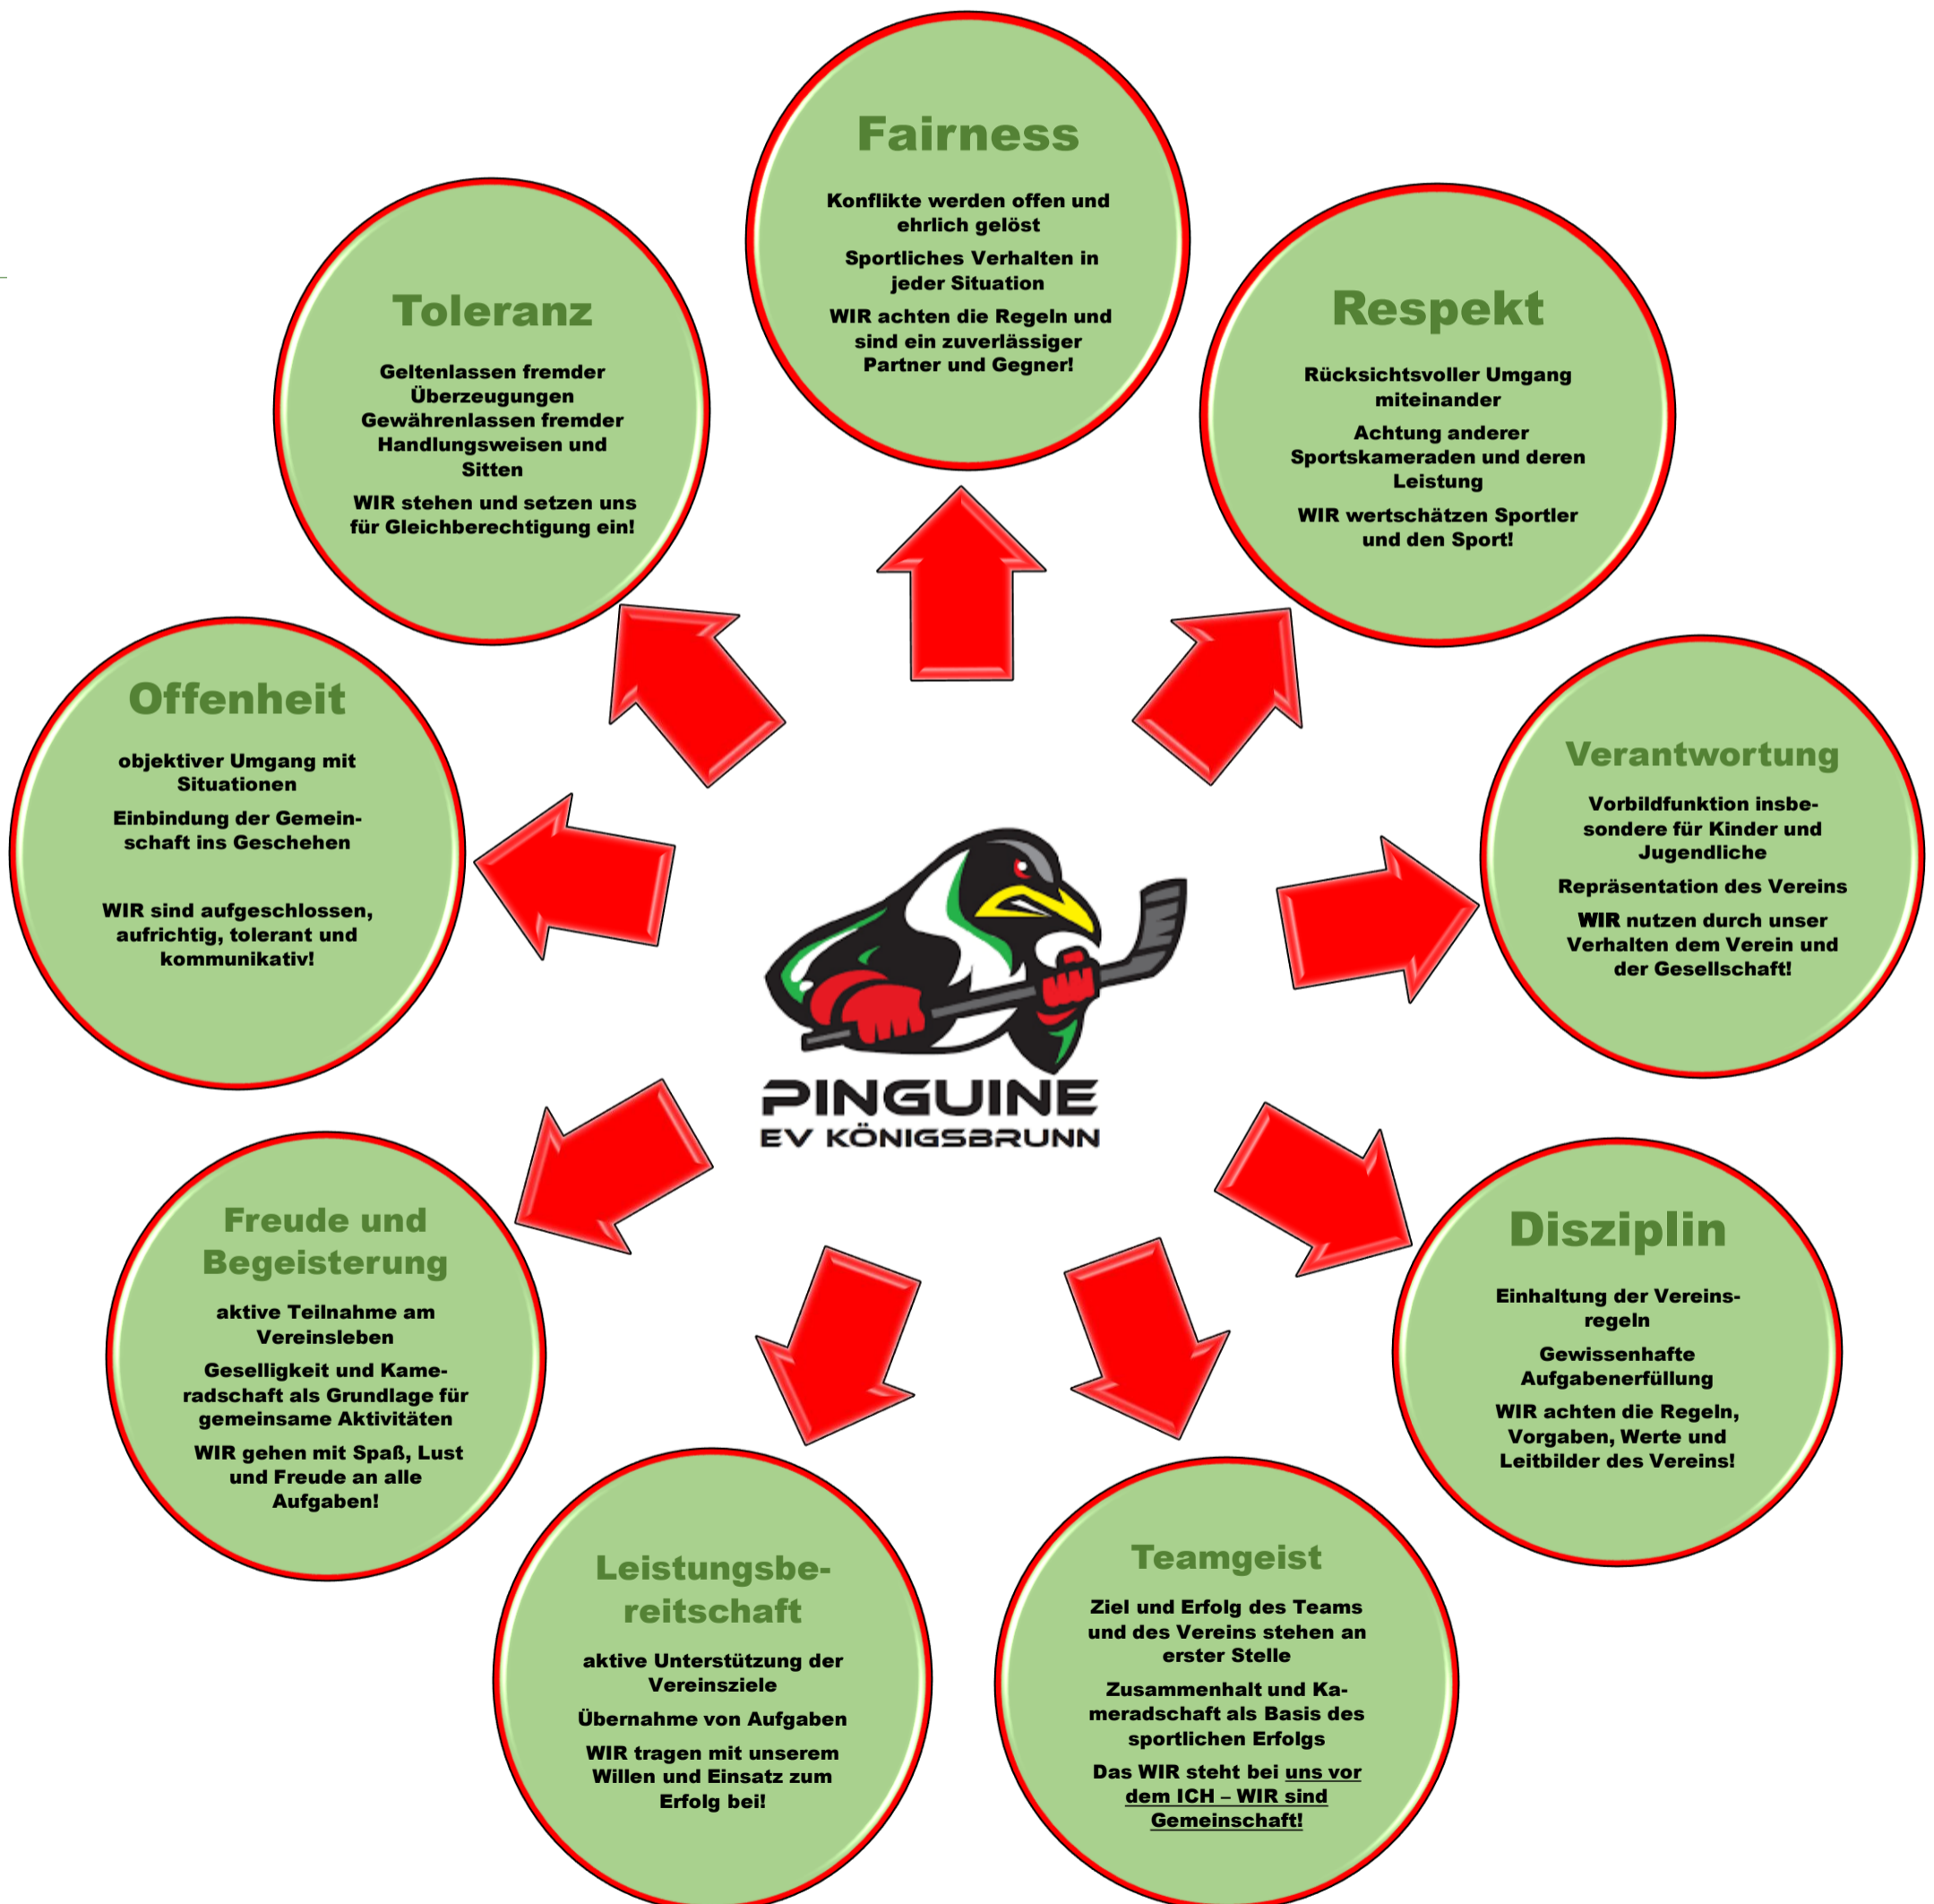 Fairness
Konflikte werden offen und
ehrlich gelöst
Sportliches Verhalten in
jeder Situation
WIR achten die Regeln und
sind ein zuverlässiger
Partner und Gegner!
Respekt
Rücksichtsvoller Umgang
miteinander
Achtung anderer
Sportskameraden und deren
Leistung
WIR wertschätzen Sportler
und den Sport!
Verantwortung
Vorbildfunktion insbe-
sondere für Kinder und
Jugendliche
Repräsentation des Vereins
WIR nutzen durch unser
Verhalten dem Verein und
der Gesellschaft!
Disziplin
Einhaltung der Vereins-
regeln
Gewissenhafte
Aufgabenerfüllung
WIR achten die Regeln,
Vorgaben, Werte und
Leitbilder des Vereins!
Teamgeist
Ziel und Erfolg des Teams
und des Vereins stehen an
erster Stelle
Zusammenhalt und Ka-
meradschaft als Basis des
sportlichen Erfolgs
Das WIR steht bei uns vor
dem ICH – WIR sind
Gemeinschaft!
Leistungsbe-
reitschaft
aktive Unterstützung der
Vereinsziele
Übernahme von Aufgaben
WIR tragen mit unserem
Willen und Einsatz zum
Erfolg bei!
Freude und
Begeisterung
aktive Teilnahme am
Vereinsleben
Geselligkeit und Kame-
radschaft als Grundlage für
gemeinsame Aktivitäten
WIR gehen mit Spaß, Lust
und Freude an alle
Aufgaben!
Offenheit
objektiver Umgang mit
Situationen
Einbindung der Gemein-
schaft ins Geschehen
WIR sind aufgeschlossen,
aufrichtig, tolerant und
kommunikativ!
Toleranz
Geltenlassen fremder
Überzeugungen
Gewährenlassen fremder
Handlungsweisen und
Sitten
WIR stehen und setzen uns
für Gleichberechtigung ein!
PINGUINE
EV KÖNIGSBRUNN